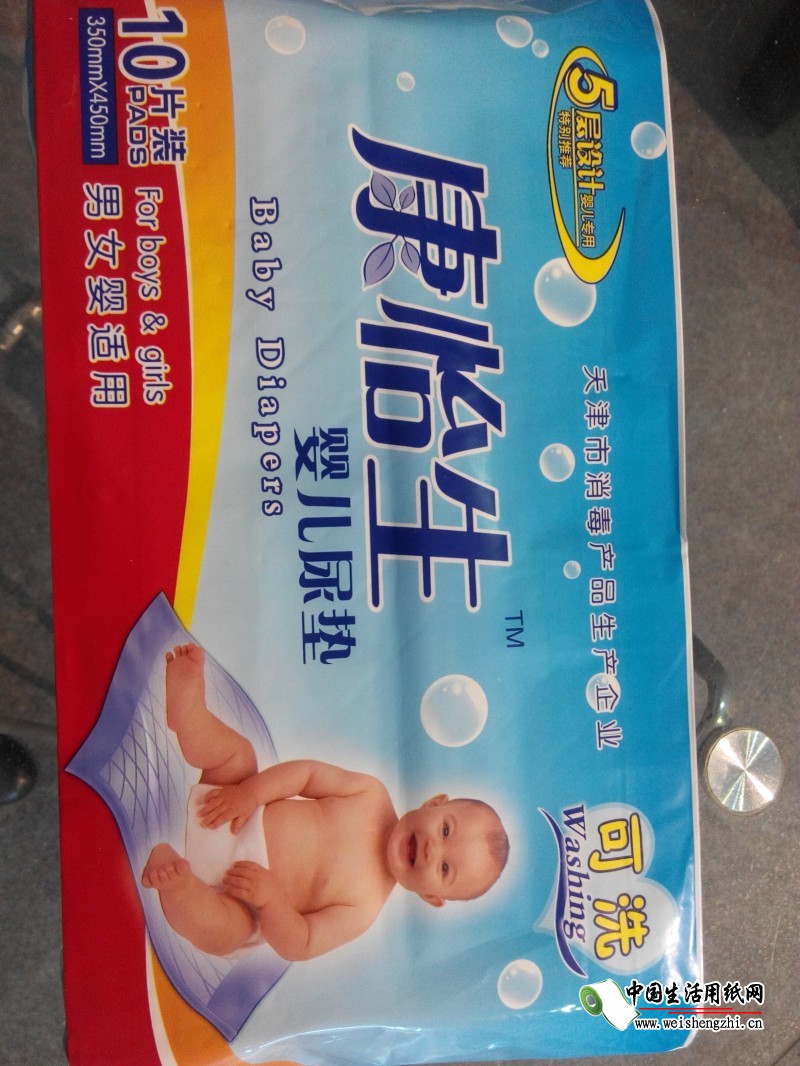 5层设计
特别推荐
婴儿专用
天津市消毒产品生产企业
可洗
Washing
康怡生™
婴儿尿垫
Baby Diapers
10片装
PADS
350mmX450mm
For boys & girls
男女婴适用
中国生活用纸网
www.weishengzhi.cn